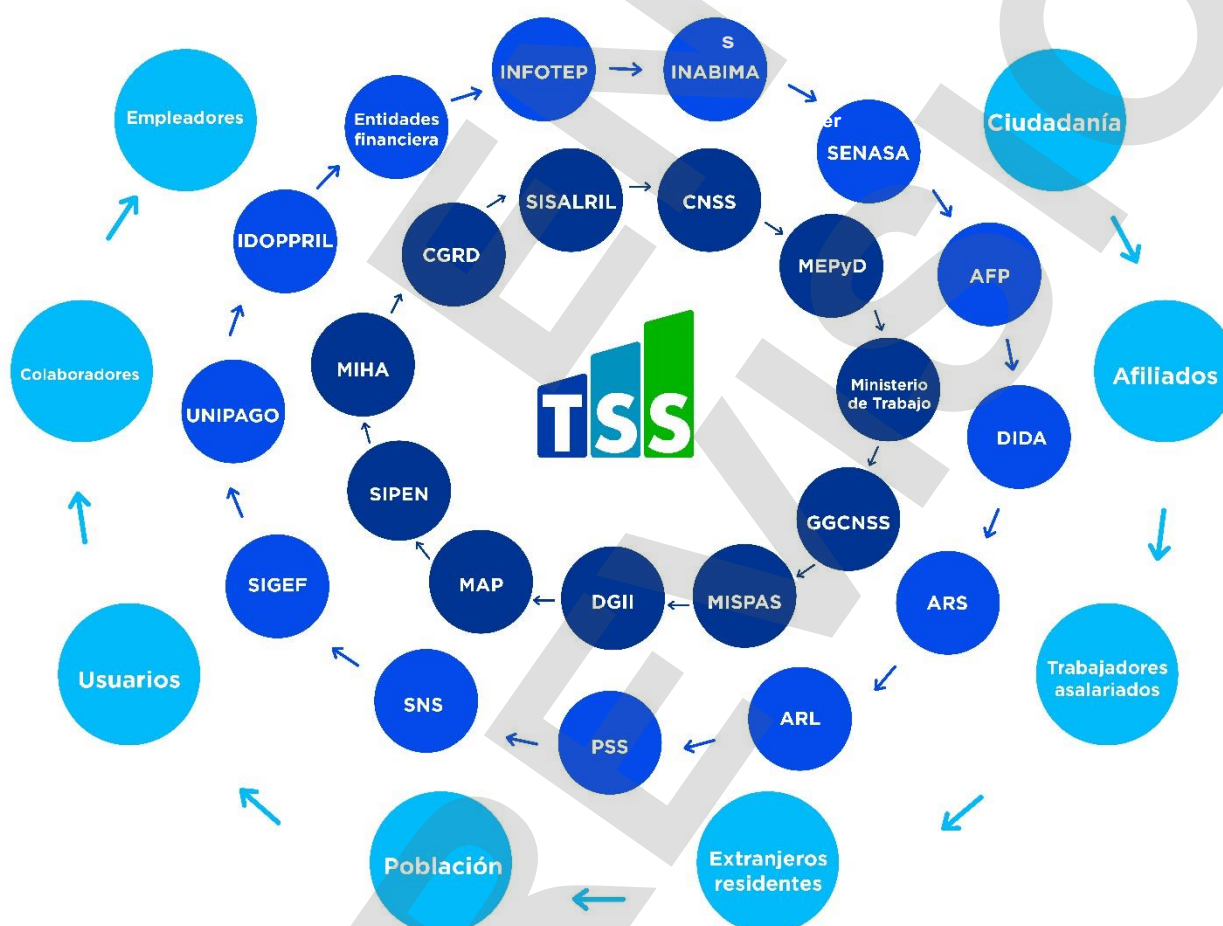 s
INFOTEP
INABIMA
Empleadores
Entidades
financiera
er
Ciudadanía
SENASA
SISALRIL
CNSS
IDOPPRIL
CGRD
MEPyD
AFP
Colaboradores
MIHA
TSS
Ministerio
de Trabajo
Afiliados
UNIPAGO
DIDA
SIPEN
GGCNSS
SIGEF
MAP
DGII
MISPAS
ARS
Usuarios
Trabajadores
asalariados
SNS
PSS
ARL
Población
Extranjeros
residentes